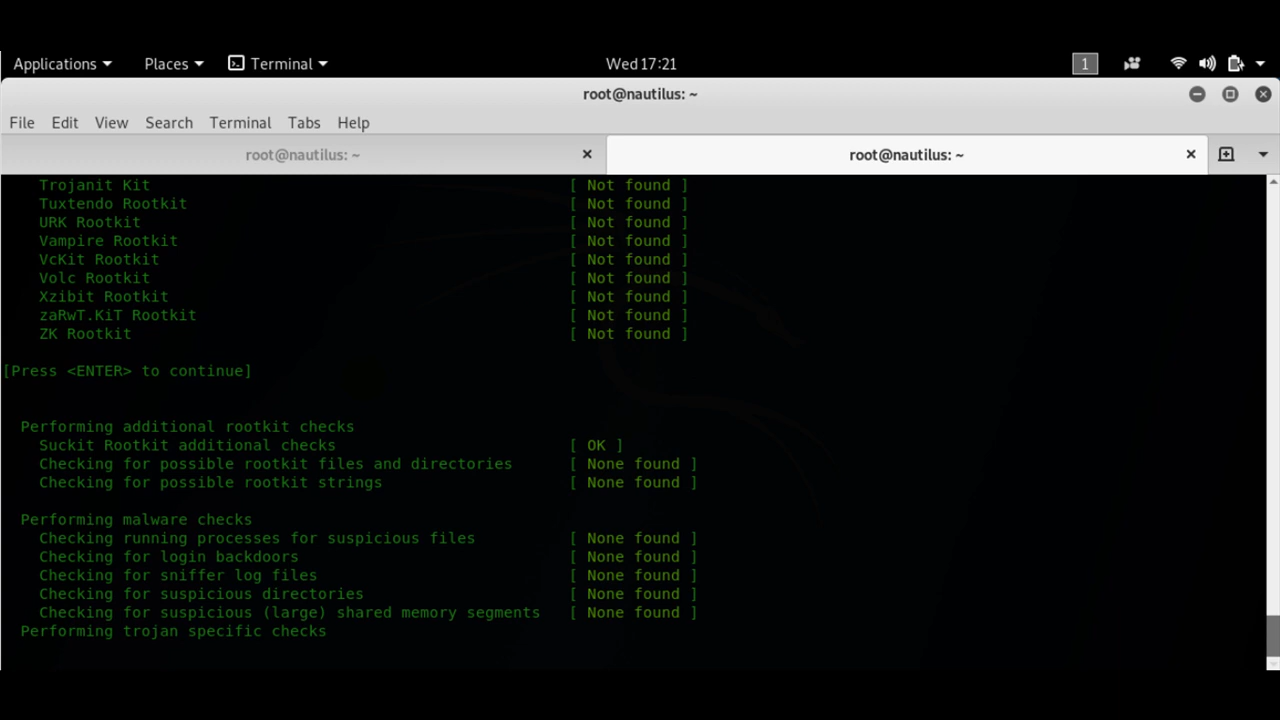 Applications Places Terminal Wed 17:21 1
root@nautilus: ~
File Edit View Search Terminal Tabs Help
root@nautilus: ~ root@nautilus: ~
Trojanit Kit [ Not found ]
Tuxtendo Rootkit [ Not found ]
URK Rootkit [ Not found ]
Vampire Rootkit [ Not found ]
VcKit Rootkit [ Not found ]
Volc Rootkit [ Not found ]
Xzibit Rootkit [ Not found ]
zaRwT.KiT Rootkit [ Not found ]
ZK Rootkit [ Not found ]
[Press <ENTER> to continue]
Performing additional rootkit checks
Suckit Rootkit additional checks [ OK ]
Checking for possible rootkit files and directories [ None found ]
Checking for possible rootkit strings [ None found ]
Performing malware checks
Checking running processes for suspicious files [ None found ]
Checking for login backdoors [ None found ]
Checking for sniffer log files [ None found ]
Checking for suspicious directories [ None found ]
Checking for suspicious (large) shared memory segments [ None found ]
Performing trojan specific checks